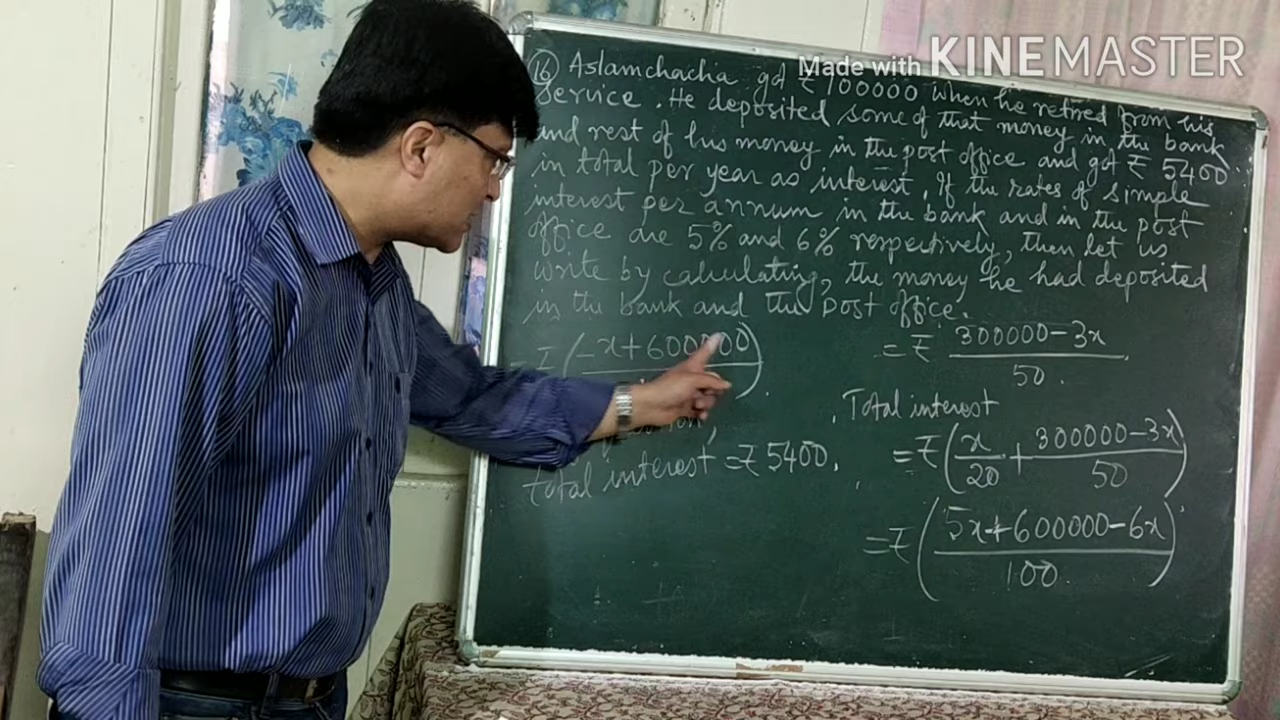 Made with KINEMASTER
16 Aslamchacha got ₹ 100000 when he retired from his
service. He deposited some of that money in the bank
and rest of his money in the post office and got ₹ 5400
in total per year as interest. If the rates of simple
interest per annum in the bank and in the post
office are 5% and 6% respectively, then let us
write by calculating, the money he had deposited
in the bank and the post office.
= ₹ (-x+600000
total interest = ₹ 5400.
= ₹ 300000-3x
50
Total interest
= ₹ (x/20 + 300000-3x/50)
= ₹ (5x+600000-6x/100)